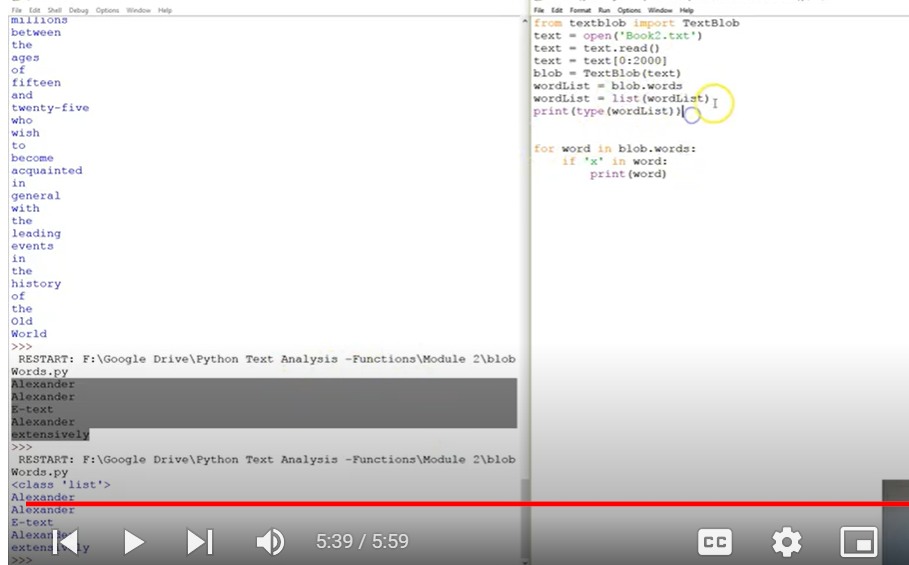 File Edit Shell Debug Options Window Help
millions
between
the
ages
of
fifteen
and
twenty-five
who
wish
to
become
acquainted
in
general
with
the
leading
events
in
the
history
of
the
Old
World
>>>
RESTART: F:\Google Drive\Python Text Analysis -Functions\Module 2\blob
Words.py
Alexander
Alexander
E-text
Alexander
extensively
>>>
RESTART: F:\Google Drive\Python Text Analysis -Functions\Module 2\blob
Words.py
<class 'list'>
Alexander
Alexander
E-text
Alexander
extensively
>>>
File Edit Format Run Options Window Help
from textblob import TextBlob
text = open('Book2.txt')
text = text.read()
text = text[0:2000]
blob = TextBlob(text)
wordList = blob.words
wordList = list(wordList)
print(type(wordList))
for word in blob.words:
    if 'x' in word:
        print(word)
5:39 / 5:59
CC